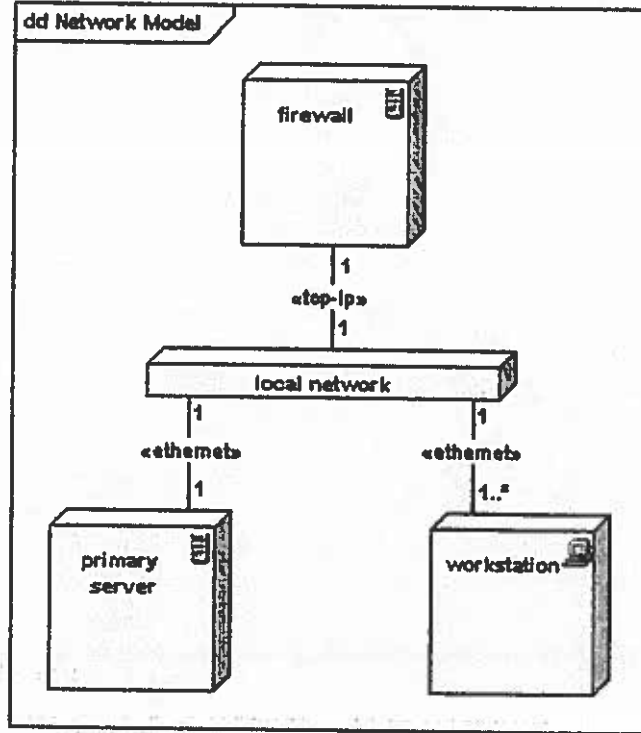 dd Network Model
firewall
1
«tcp-ip»
1
local network
1
1
«ethernet»
«ethernet»
1
1..*
primary
server
workstation